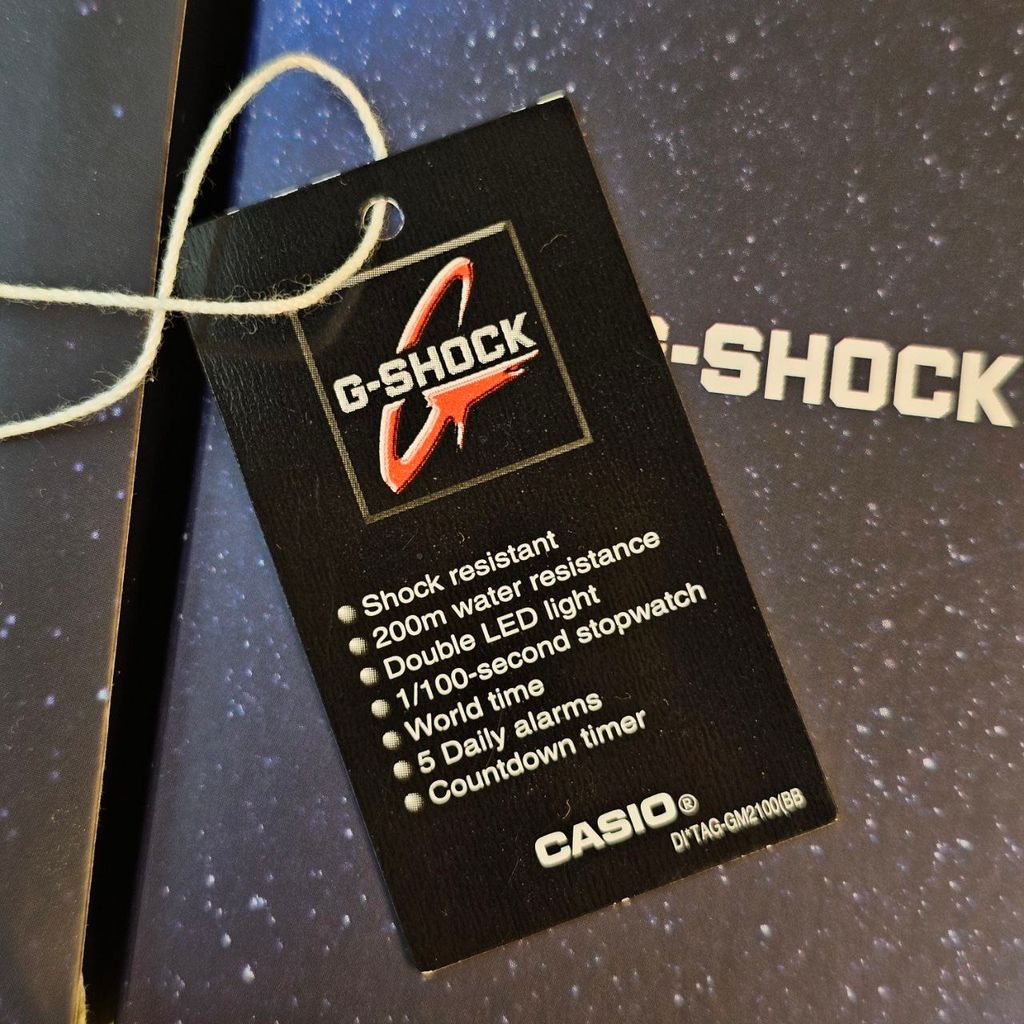 G-SHOCK
G-SHOCK
Shock resistant
200m water resistance
Double LED light
1/100-second stopwatch
World time
5 Daily alarms
Countdown timer
CASIO®
DI*TAG-GM2100(BB